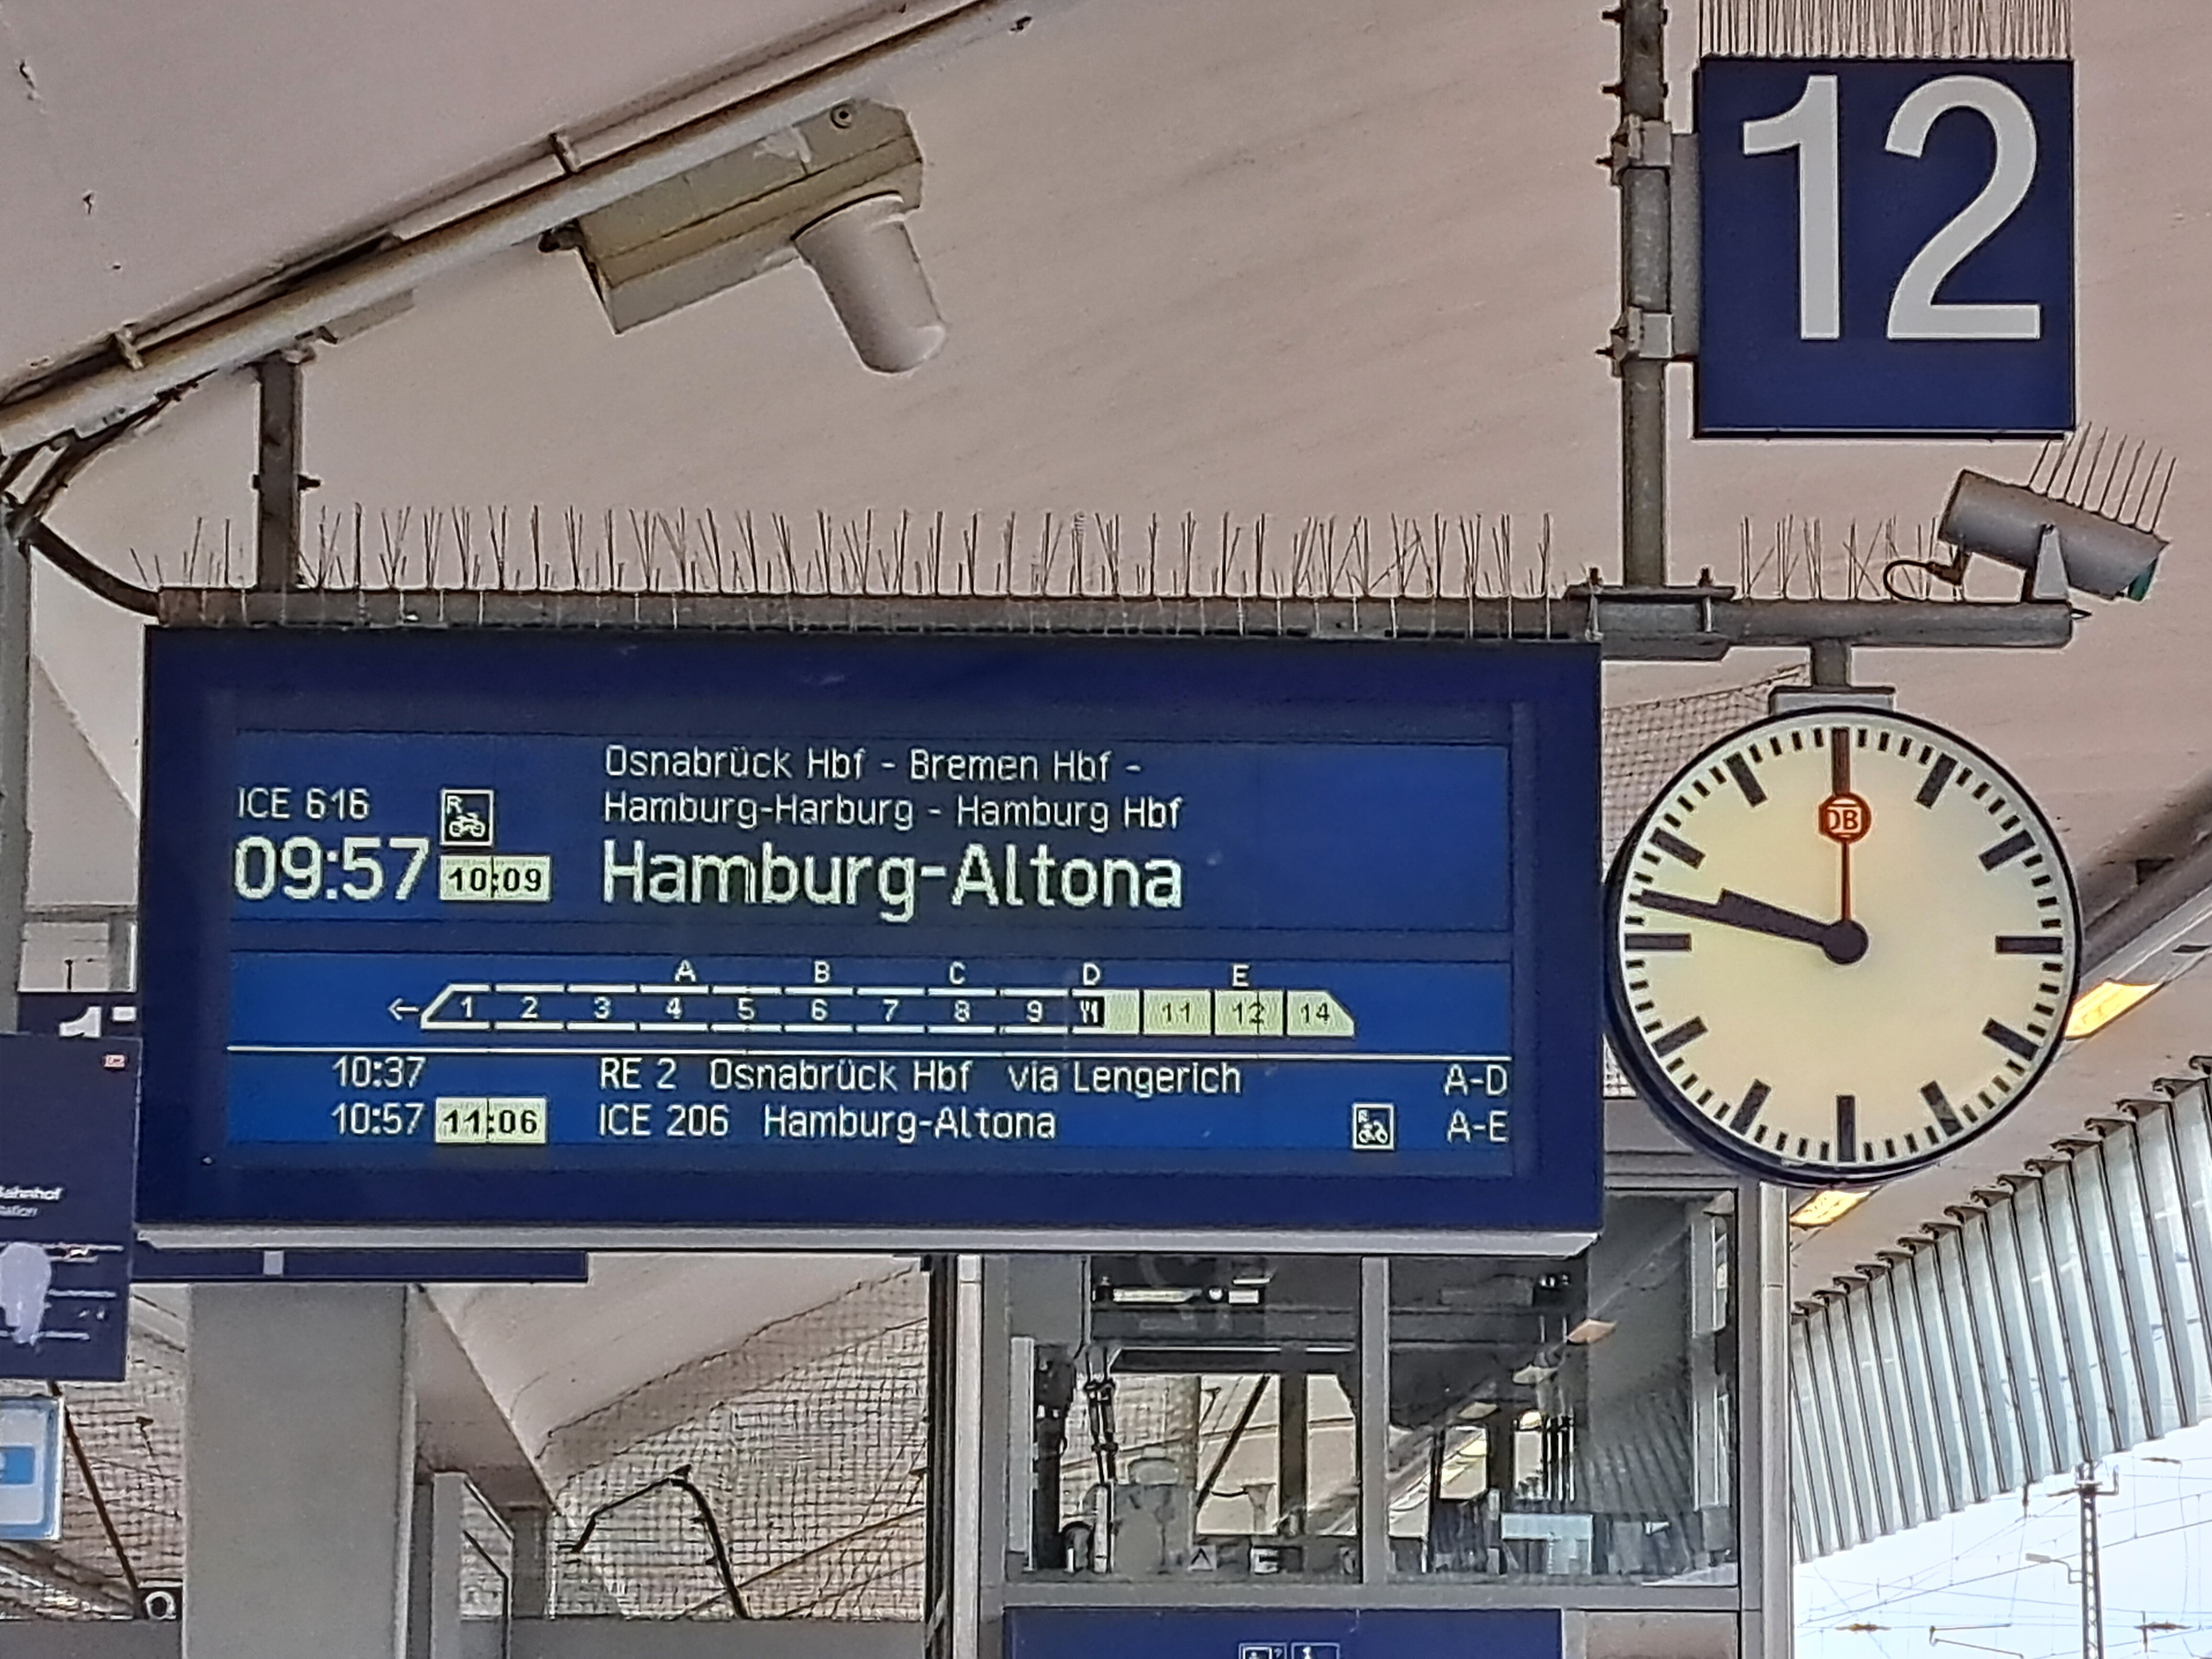 12
Osnabrück Hbf - Bremen Hbf -
ICE 616 R Hamburg-Harburg - Hamburg Hbf
09:57 10:09 Hamburg-Altona
DB
A B C D E
1 2 3 4 5 6 7 8 9 11 12 14
10:37 RE 2 Osnabrück Hbf via Lengerich A-D
10:57 11:06 ICE 206 Hamburg-Altona R A-E